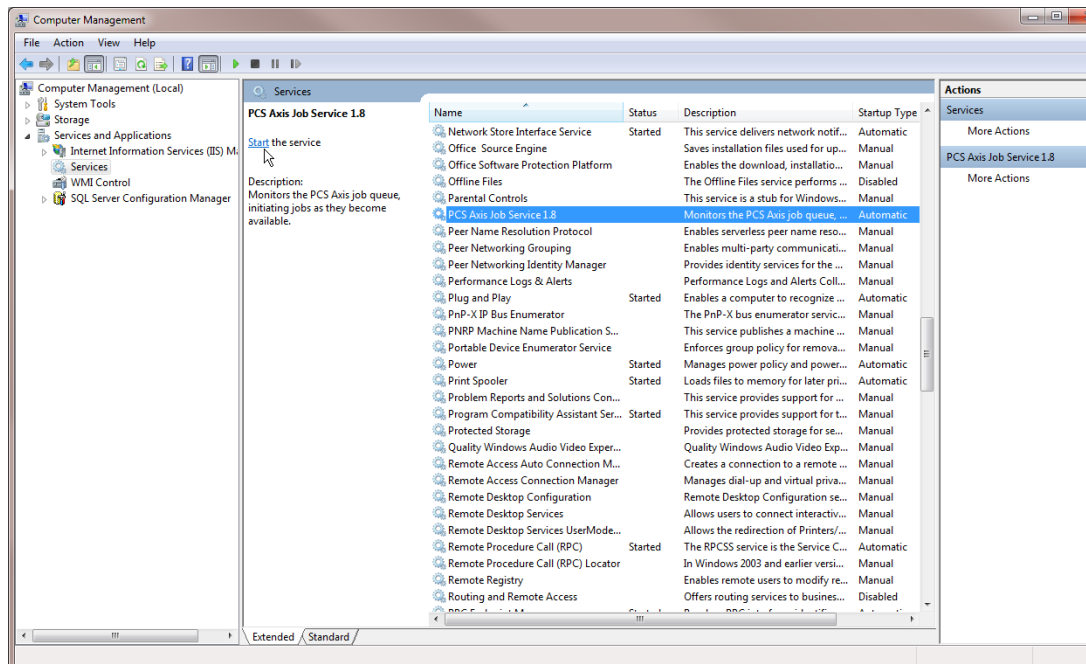 Computer Management
File Action View Help
Computer Management (Local)
System Tools
Storage
Services and Applications
Internet Information Services (IIS) Ma
Services
WMI Control
SQL Server Configuration Manager
Services
PCS Axis Job Service 1.8
Start the service
Description:
Monitors the PCS Axis job queue,
initiating jobs as they become
available.
Name Status Description Startup Type
Network Store Interface Service Started This service delivers network notif... Automatic
Office Source Engine Saves installation files used for up... Manual
Office Software Protection Platform Enables the download, installatio... Manual
Offline Files The Offline Files service performs ... Disabled
Parental Controls This service is a stub for Windows... Manual
PCS Axis Job Service 1.8 Monitors the PCS Axis job queue, ... Automatic
Peer Name Resolution Protocol Enables serverless peer name reso... Manual
Peer Networking Grouping Enables multi-party communicati... Manual
Peer Networking Identity Manager Provides identity services for the ... Manual
Performance Logs & Alerts Performance Logs and Alerts Coll... Manual
Plug and Play Started Enables a computer to recognize ... Automatic
PnP-X IP Bus Enumerator The PnP-X bus enumerator servic... Manual
PNRP Machine Name Publication S... This service publishes a machine ... Manual
Portable Device Enumerator Service Enforces group policy for remova... Manual
Power Started Manages power policy and power... Automatic
Print Spooler Started Loads files to memory for later pri... Automatic
Problem Reports and Solutions Con... This service provides support for ... Manual
Program Compatibility Assistant Ser... Started This service provides support for t... Manual
Protected Storage Provides protected storage for se... Manual
Quality Windows Audio Video Exper... Quality Windows Audio Video Exp... Manual
Remote Access Auto Connection M... Creates a connection to a remote ... Manual
Remote Access Connection Manager Manages dial-up and virtual priva... Manual
Remote Desktop Configuration Remote Desktop Configuration se... Manual
Remote Desktop Services Allows users to connect interactiv... Manual
Remote Desktop Services UserMode... Allows the redirection of Printers/... Manual
Remote Procedure Call (RPC) Started The RPCSS service is the Service C... Automatic
Remote Procedure Call (RPC) Locator In Windows 2003 and earlier versi... Manual
Remote Registry Enables remote users to modify re... Manual
Routing and Remote Access Offers routing services to busines... Disabled
Extended Standard
Actions
Services
More Actions
PCS Axis Job Service 1.8
More Actions